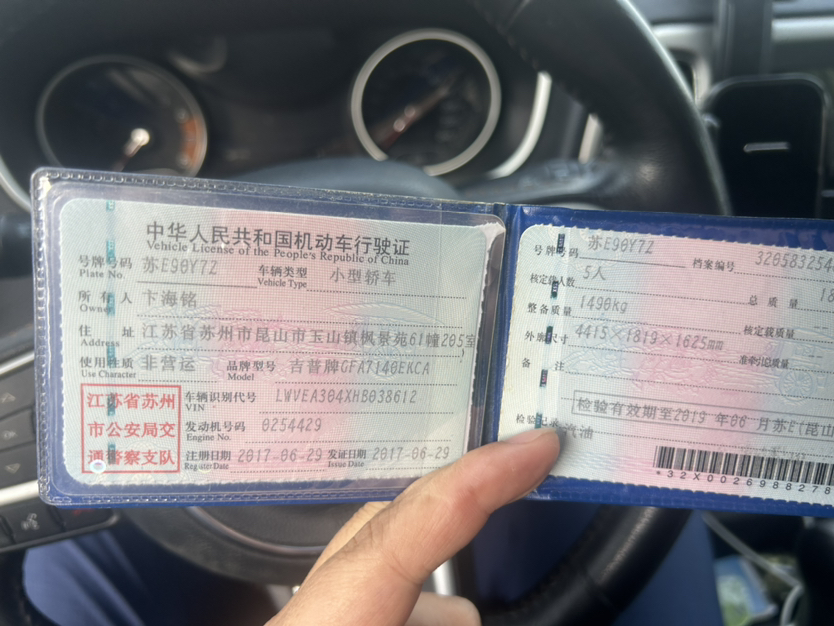 中华人民共和国机动车行驶证
Vehicle License of the People's Republic of China
号牌号码 苏E90Y7Z 车辆类型 小型轿车
Plate No. Vehicle Type
所有人 卞海铭
Owner
住址 江苏省苏州市昆山市玉山镇枫景苑61幢205室
Address
使用性质 非营运 品牌型号 吉普牌GFA7140EKCA
Use Character Model
江苏省苏州
市公安局交
通警察支队
车辆识别代号 LWVEA304XHB038612
VIN
发动机号码 0254429
Engine No.
注册日期 2017-06-29 发证日期 2017-06-29
Register Date Issue Date
号牌号码 苏E90Y7Z 档案编号 320583254
核定载人数 5人 总质量
整备质量 1490kg 核定载质量 --
外廓尺寸 4415×1819×1625mm 准牵引总质量 --
备注
检验有效期至2019年06月苏E(昆山
检验记录 汽油
*32X002698827